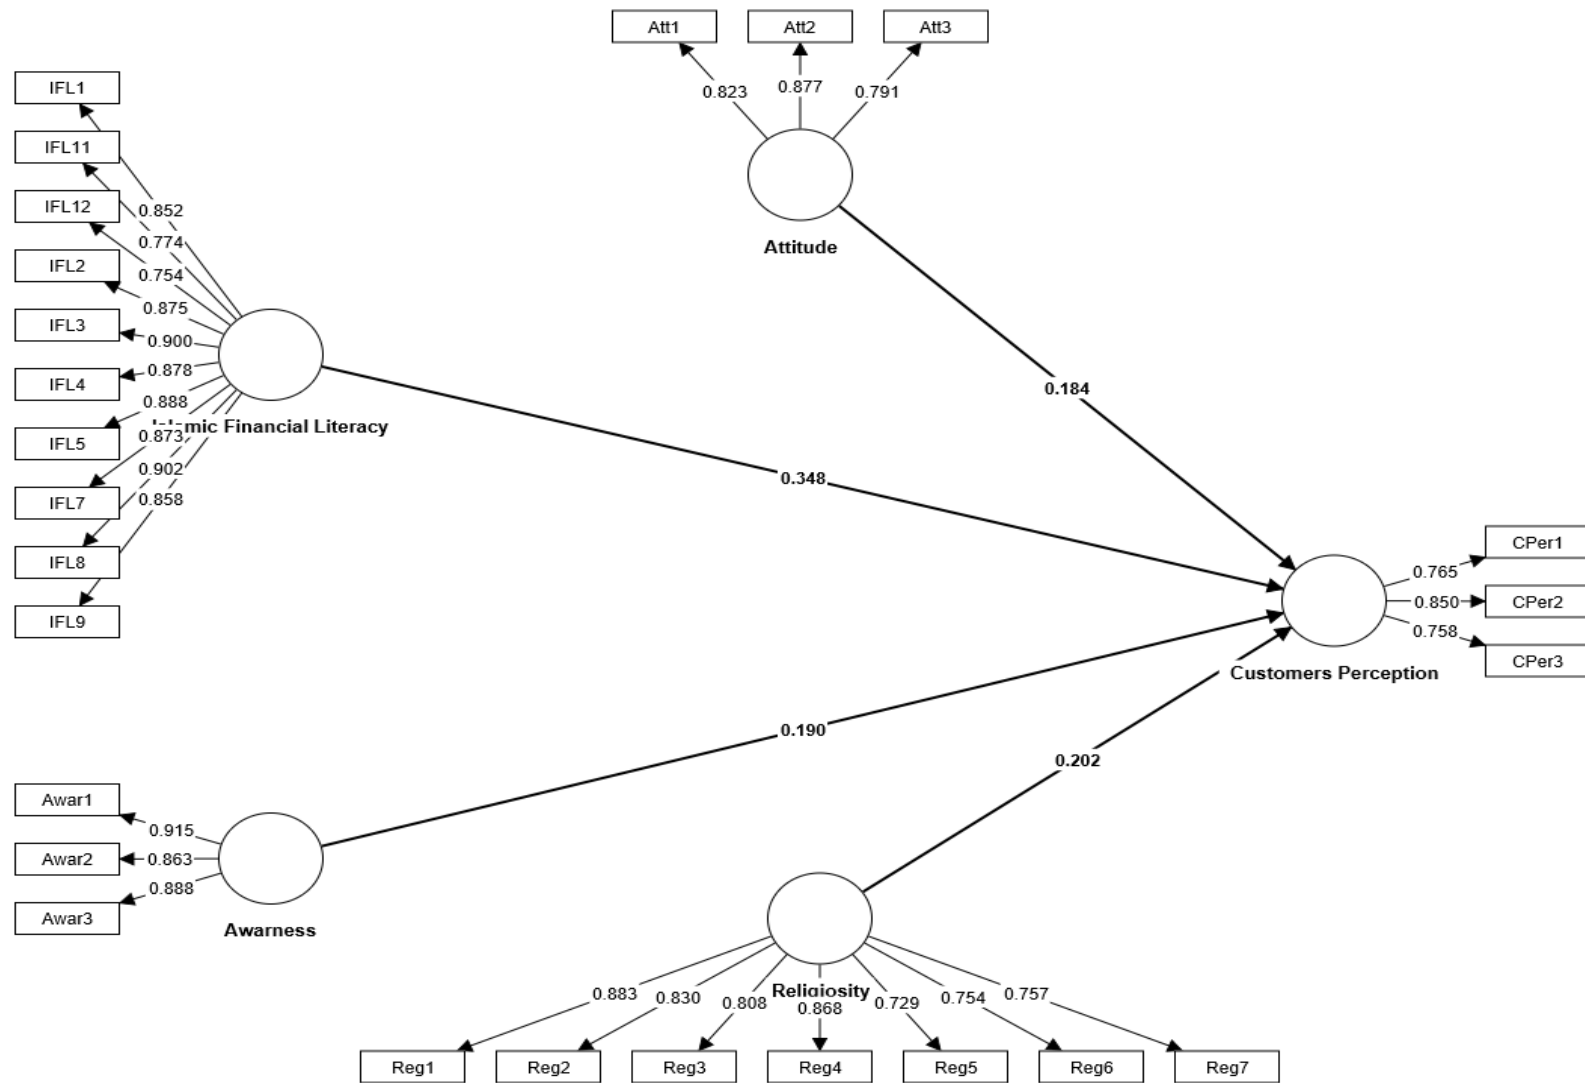 Att1
Att2
Att3
0.823
0.877
0.791
Attitude
IFL1
IFL11
IFL12
IFL2
IFL3
IFL4
IFL5
IFL7
IFL8
IFL9
0.852
0.774
0.754
0.875
0.900
0.878
0.888
0.873
0.902
0.858
Financial Literacy
0.184
0.348
0.190
0.202
CPer1
CPer2
CPer3
0.765
0.850
0.758
Customers Perception
Awar1
Awar2
Awar3
0.915
0.863
0.888
Awarness
Religiosity
0.883
0.830
0.808
0.868
0.729
0.754
0.757
Reg1
Reg2
Reg3
Reg4
Reg5
Reg6
Reg7